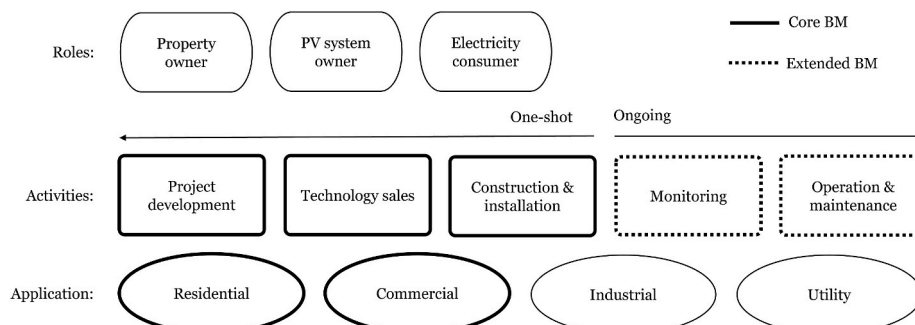 Roles:
Property
owner
PV system
owner
Electricity
consumer
Core BM
Extended BM
One-shot
Ongoing
Activities:
Project
development
Technology sales
Construction &
installation
Monitoring
Operation &
maintenance
Application:
Residential
Commercial
Industrial
Utility